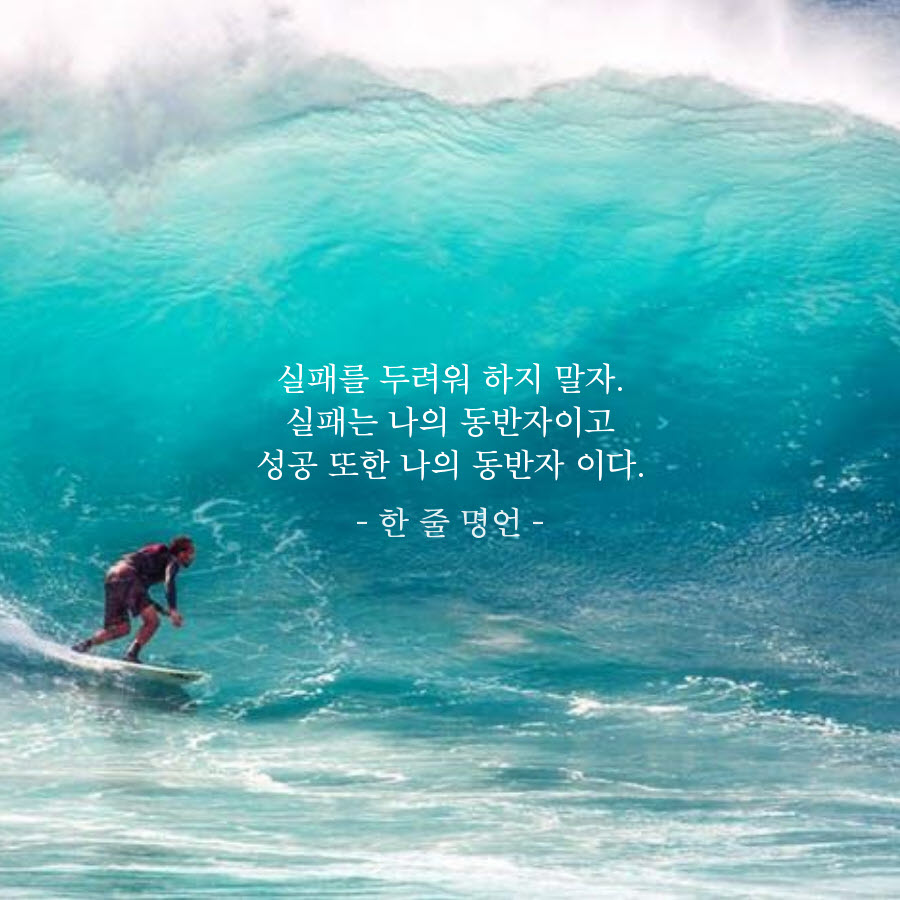 실패를 두려워 하지 말자.
실패는 나의 동반자이고
성공 또한 나의 동반자 이다.
- 한 줄 명언 -